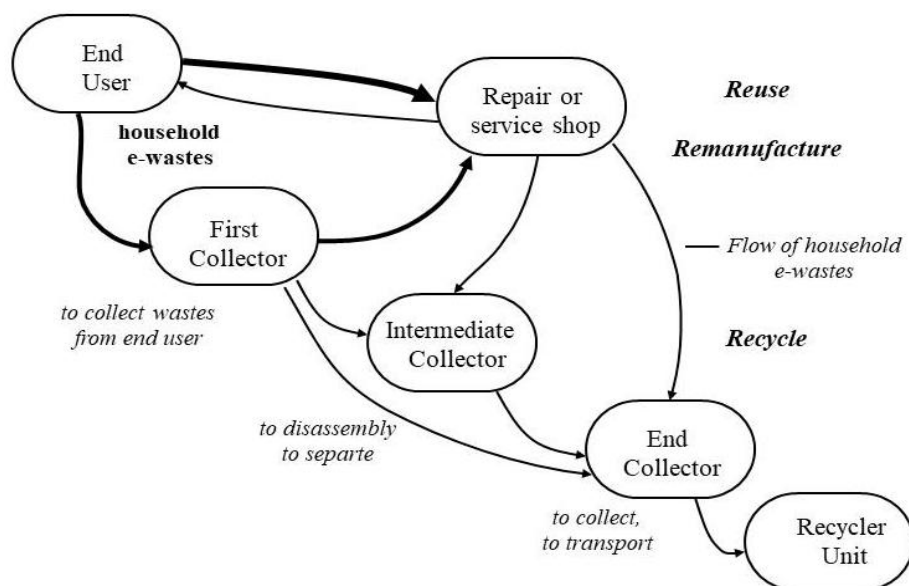 End
User
Repair or
service shop
Reuse
household
e-wastes
Remanufacture
First
Collector
Flow of household
e-wastes
to collect wastes
from end user
Intermediate
Collector
Recycle
to disassembly
to separte
End
Collector
to collect,
to transport
Recycler
Unit